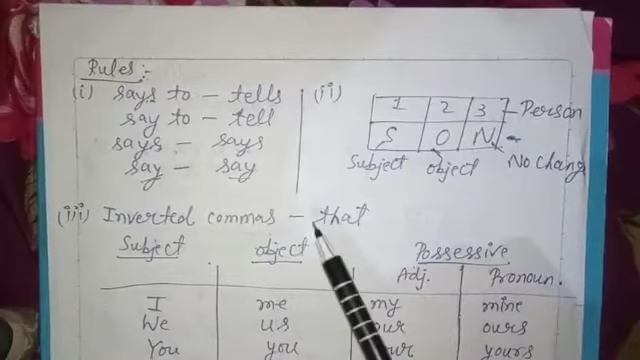 Rules:-
(i) says to - tells
say to - tell
says - says
say - say
(ii)
1 2 3 - Person
S O N -
Subject object No change
(iii) Inverted commas - that
Subject object Possessive
Adj. Pronoun.
I me my mine
We us our ours
You you your yours